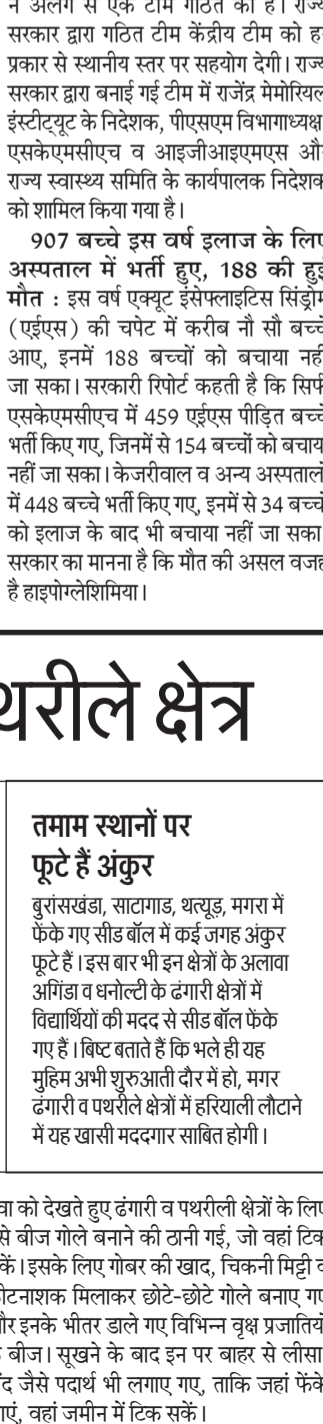 न अलग से एक टीम गठित की है। राज्य
सरकार द्वारा गठित टीम केंद्रीय टीम को ह
प्रकार से स्थानीय स्तर पर सहयोग देगी। राज्
सरकार द्वारा बनाई गई टीम में राजेंद्र मेमोरियल
इंस्टीट्यूट के निदेशक, पीएसएम विभागाध्यक्ष
एसकेएमसीएच व आइजीआइएमएस औ
राज्य स्वास्थ्य समिति के कार्यपालक निदेशक
को शामिल किया गया है।
907 बच्चे इस वर्ष इलाज के लिए
अस्पताल में भर्ती हुए, 188 की हुई
मौत : इस वर्ष एक्यूट इंसेफ्लाइटिस सिंड्रोम
(एईएस) की चपेट में करीब नौ सौ बच्चे
आए, इनमें 188 बच्चों को बचाया नहीं
जा सका। सरकारी रिपोर्ट कहती है कि सिर्फ
एसकेएमसीएच में 459 एईएस पीड़ित बच्चे
भर्ती किए गए, जिनमें से 154 बच्चों को बचाया
नहीं जा सका। केजरीवाल व अन्य अस्पतालों
में 448 बच्चे भर्ती किए गए, इनमें से 34 बच्चों
को इलाज के बाद भी बचाया नहीं जा सका
सरकार का मानना है कि मौत की असल वजह
है हाइपोग्लेशिमिया।
थरीले क्षेत्र
तमाम स्थानों पर
फूटे हैं अंकुर
बुरांसखंडा, साटागाड, थत्यूड़, मगरा में
फेंके गए सीड बॉल में कई जगह अंकुर
फूटे हैं। इस बार भी इन क्षेत्रों के अलावा
अगिंडा व धनोल्टी के ढंगारी क्षेत्रों में
विद्यार्थियों की मदद से सीड बॉल फेंके
गए हैं। बिष्ट बताते हैं कि भले ही यह
मुहिम अभी शुरुआती दौर में हो, मगर
ढंगारी व पथरीले क्षेत्रों में हरियाली लौटाने
में यह खासी मददगार साबित होगी।
वा को देखते हुए ढंगारी व पथरीली क्षेत्रों के लिए
से बीज गोले बनाने की ठानी गई, जो वहां टिक
कें। इसके लिए गोबर की खाद, चिकनी मिट्टी व
ीटनाशक मिलाकर छोटे-छोटे गोले बनाए गए
और इनके भीतर डाले गए विभिन्न वृक्ष प्रजातियों
े बीज। सूखने के बाद इन पर बाहर से लीसा
ंद जैसे पदार्थ भी लगाए गए, ताकि जहां फेंके
जाएं, वहां जमीन में टिक सकें।